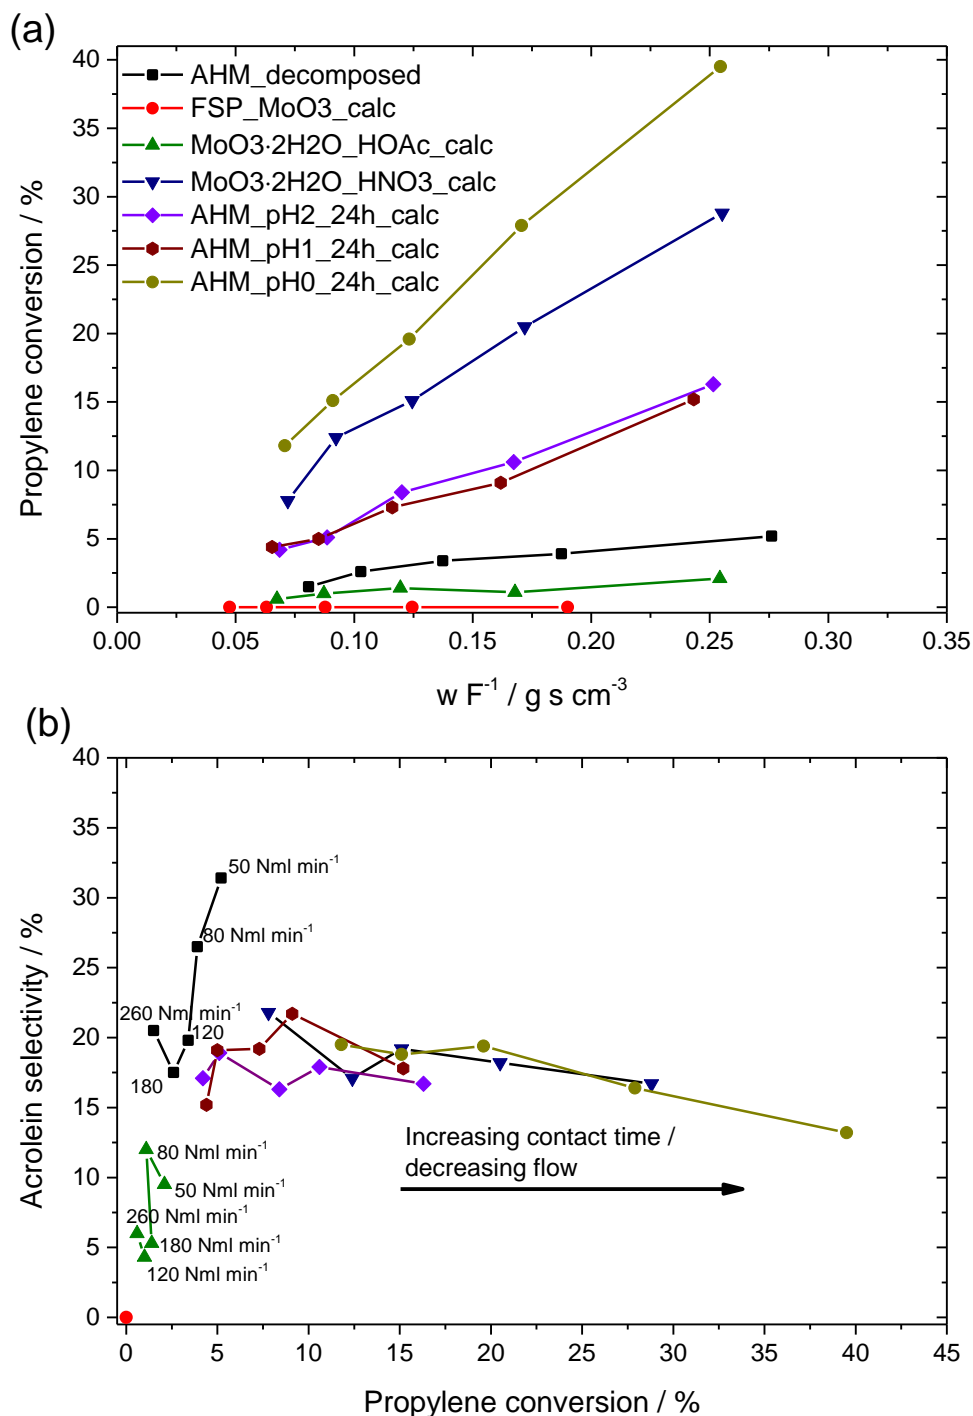 (a)
40
35
30
25
20
15
10
5
0
Propylene conversion / %
AHM_decomposed
FSP_MoO3_calc
MoO3·2H2O_HOAc_calc
MoO3·2H2O_HNO3_calc
AHM_pH2_24h_calc
AHM_pH1_24h_calc
AHM_pH0_24h_calc
0.00 0.05 0.10 0.15 0.20 0.25 0.30 0.35
w F⁻¹ / g s cm⁻³
(b)
40
35
30
25
20
15
10
5
0
Acrolein selectivity / %
50 Nml min⁻¹
80 Nml min⁻¹
260 Nml min⁻¹
120
180
80 Nml min⁻¹
50 Nml min⁻¹
260 Nml min⁻¹
180 Nml min⁻¹
120 Nml min⁻¹
Increasing contact time /
decreasing flow
0 5 10 15 20 25 30 35 40 45
Propylene conversion / %